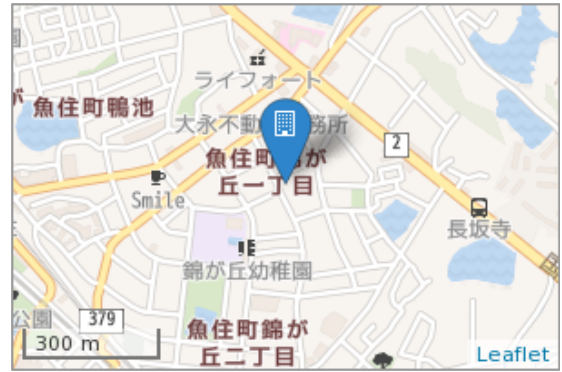 ライフォート
魚住町鴨池
大永不動
務所
2
魚住町錦が
丘一丁目
Smile
長坂寺
錦が丘幼稚園
公園
379
魚住町錦が
丘二丁目
300 m
Leaflet